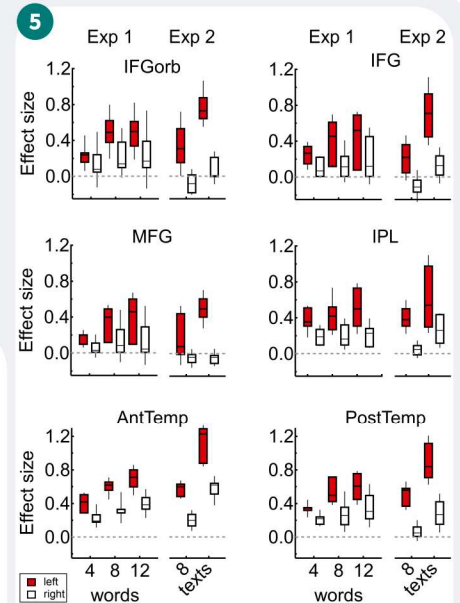 5
Exp 1 Exp 2 Exp 1 Exp 2
IFGorb IFG
Effect size
1.2 1.2
0.8 0.8
0.4 0.4
0.0 0.0
MFG IPL
Effect size
1.2 1.2
0.8 0.8
0.4 0.4
0.0 0.0
AntTemp PostTemp
Effect size
1.2 1.2
0.8 0.8
0.4 0.4
0.0 0.0
4 8 12 8 texts 4 8 12 8 texts
words words
left
right